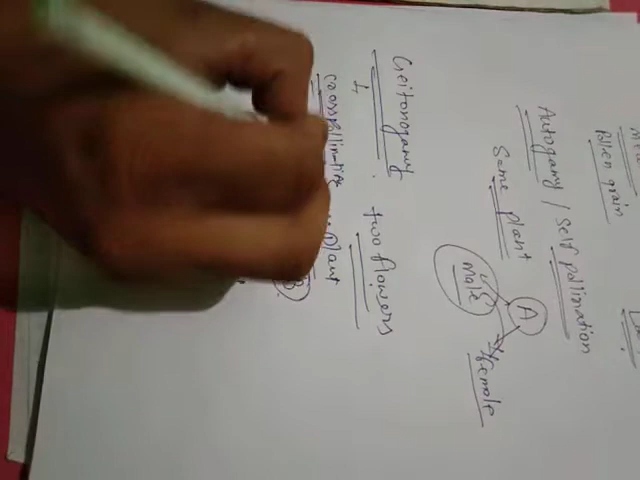 Pollen grain
Autogamy / Self pollination
Same plant
A
male
female
Geitonogamy
two flowers
plant